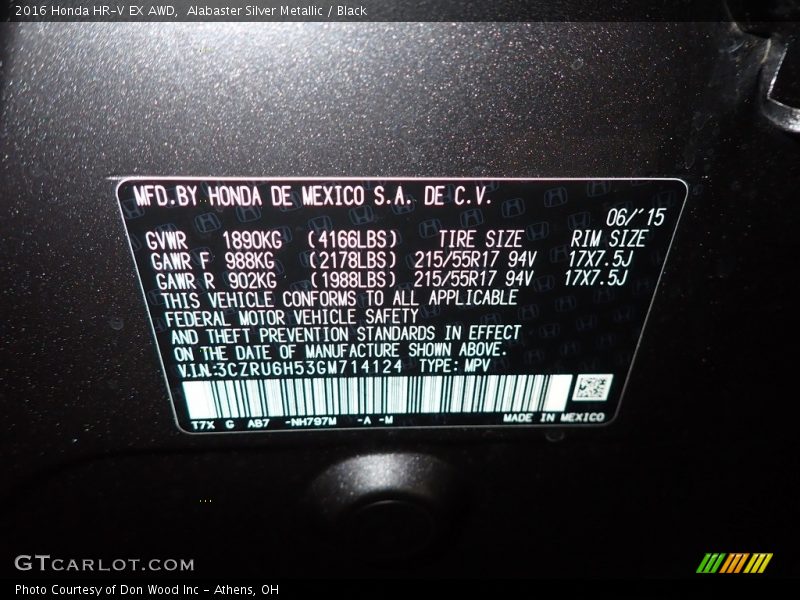 2016 Honda HR-V EX AWD,  Alabaster Silver Metallic / Black
MFD.BY HONDA DE MEXICO S.A. DE C.V.
06/'15
GVWR 1890KG (4166LBS) TIRE SIZE RIM SIZE
GAWR F 988KG (2178LBS) 215/55R17 94V 17X7.5J
GAWR R 902KG (1988LBS) 215/55R17 94V 17X7.5J
THIS VEHICLE CONFORMS TO ALL APPLICABLE
FEDERAL MOTOR VEHICLE SAFETY
AND THEFT PREVENTION STANDARDS IN EFFECT
ON THE DATE OF MANUFACTURE SHOWN ABOVE.
V.I.N:3CZRU6H53GM714124 TYPE: MPV
T7X G AB7 -NH797M -A -M MADE IN MEXICO
GTCARLOT.COM
Photo Courtesy of Don Wood Inc - Athens, OH